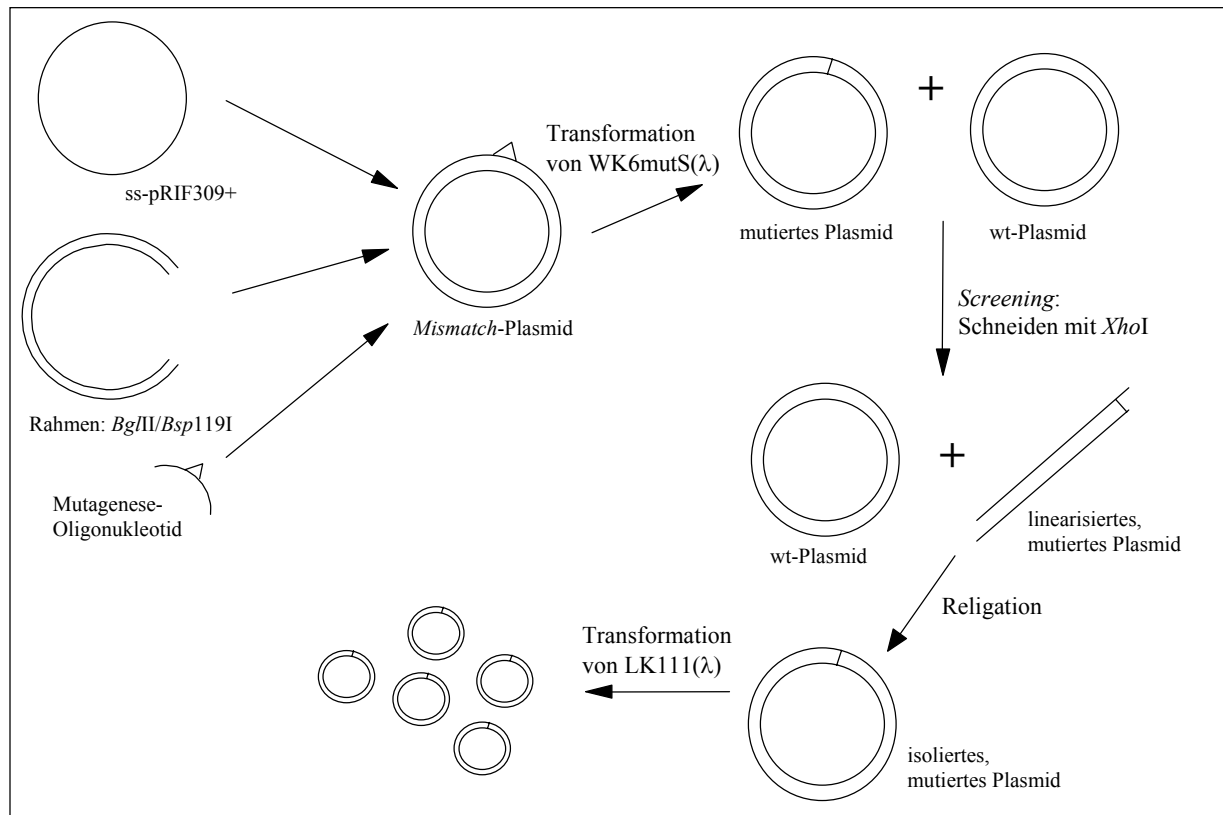 ss-pRIF309+
Rahmen: BglII/Bsp119I
Mutagenese-
Oligonukleotid
Mismatch-Plasmid
Transformation
von WK6mutS(λ)
+
mutiertes Plasmid
wt-Plasmid
Screening:
Schneiden mit XhoI
+
wt-Plasmid
linearisiertes,
mutiertes Plasmid
Religation
isoliertes,
mutiertes Plasmid
Transformation
von LK111(λ)